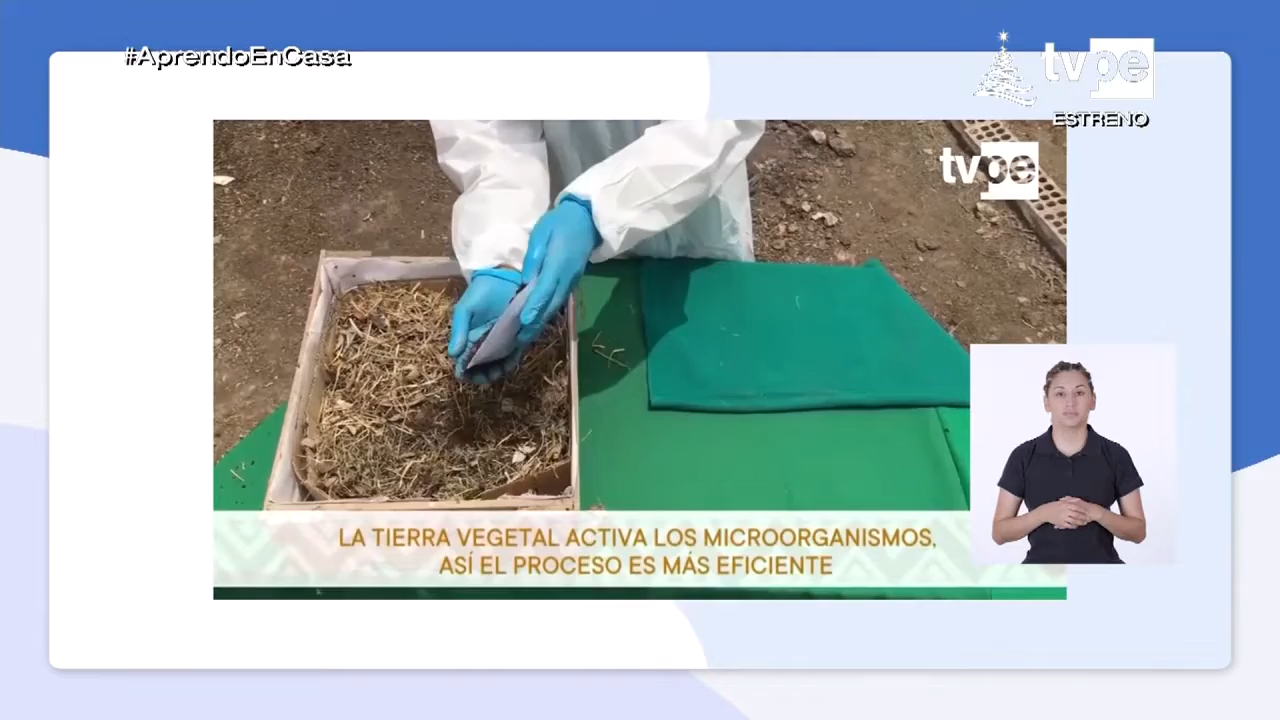 #AprendoEnCasa
tvpe
ESTRENO
tvpe
LA TIERRA VEGETAL ACTIVA LOS MICROORGANISMOS,
ASÍ EL PROCESO ES MÁS EFICIENTE